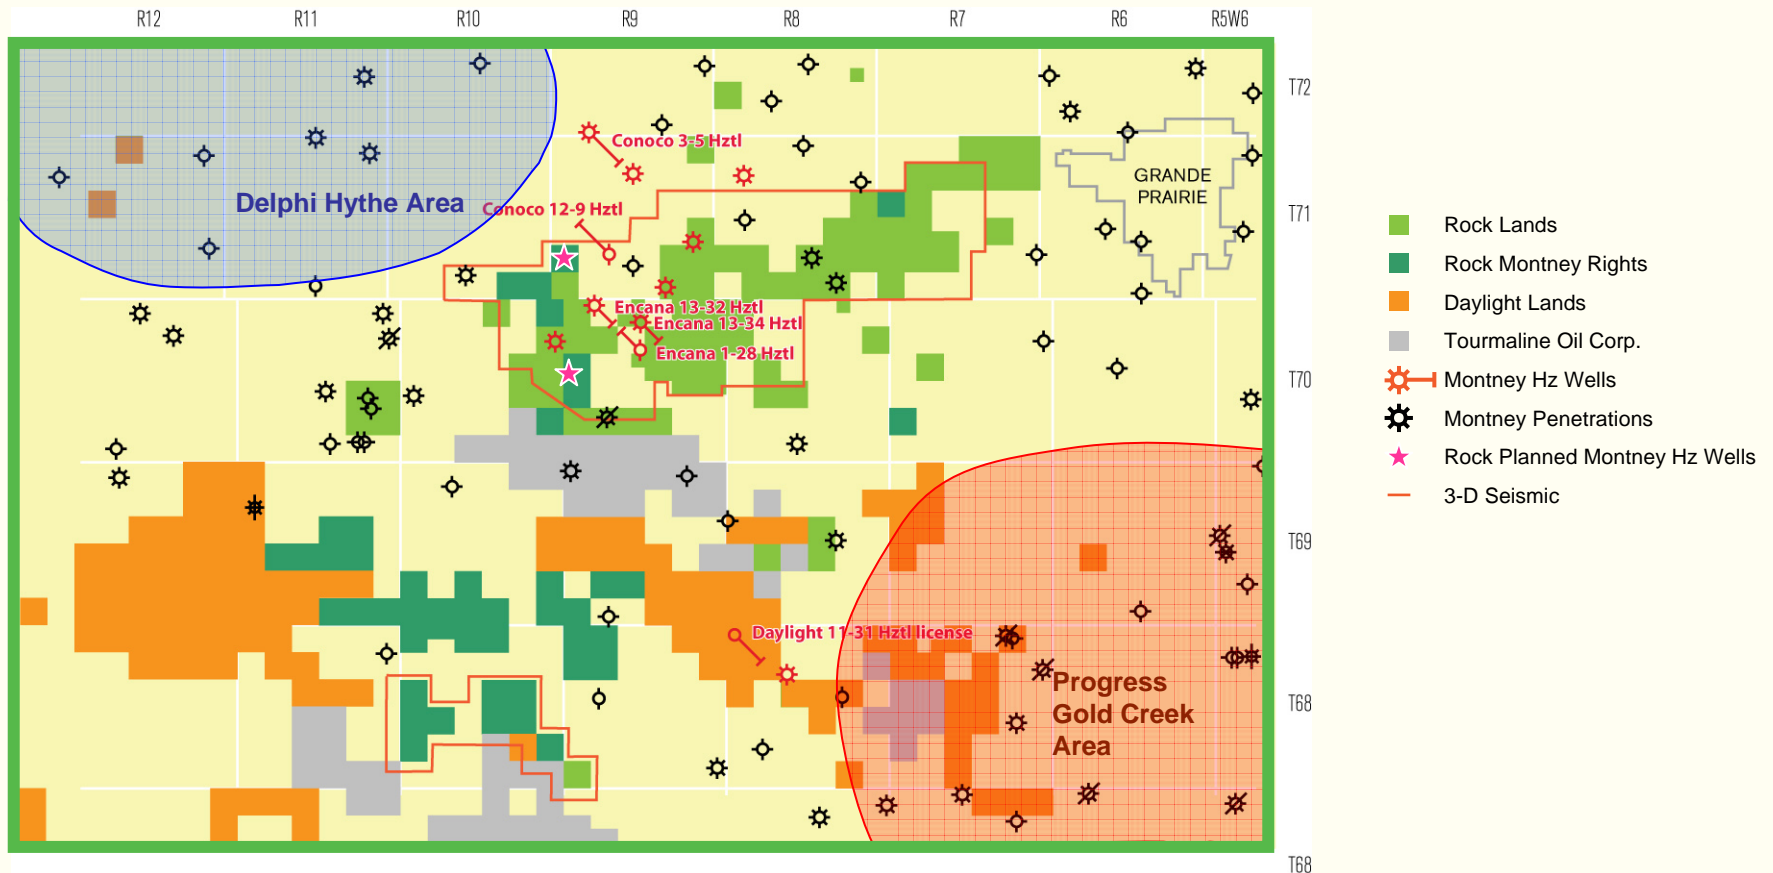 R12 R11 R10 R9 R8 R7 R6 R5W6
T72
Conoco 3-5 Hztl
GRANDE
PRAIRIE
Delphi Hythe Area
Conoco 12-9 Hztl
T71
Rock Lands
Rock Montney Rights
Daylight Lands
Tourmaline Oil Corp.
Montney Hz Wells
Montney Penetrations
Rock Planned Montney Hz Wells
3-D Seismic
Encana 13-32 Hztl
Encana 13-34 Hztl
Encana 1-28 Hztl
T70
T69
Daylight 11-31 Hztl license
Progress
Gold Creek
Area
T68
T68